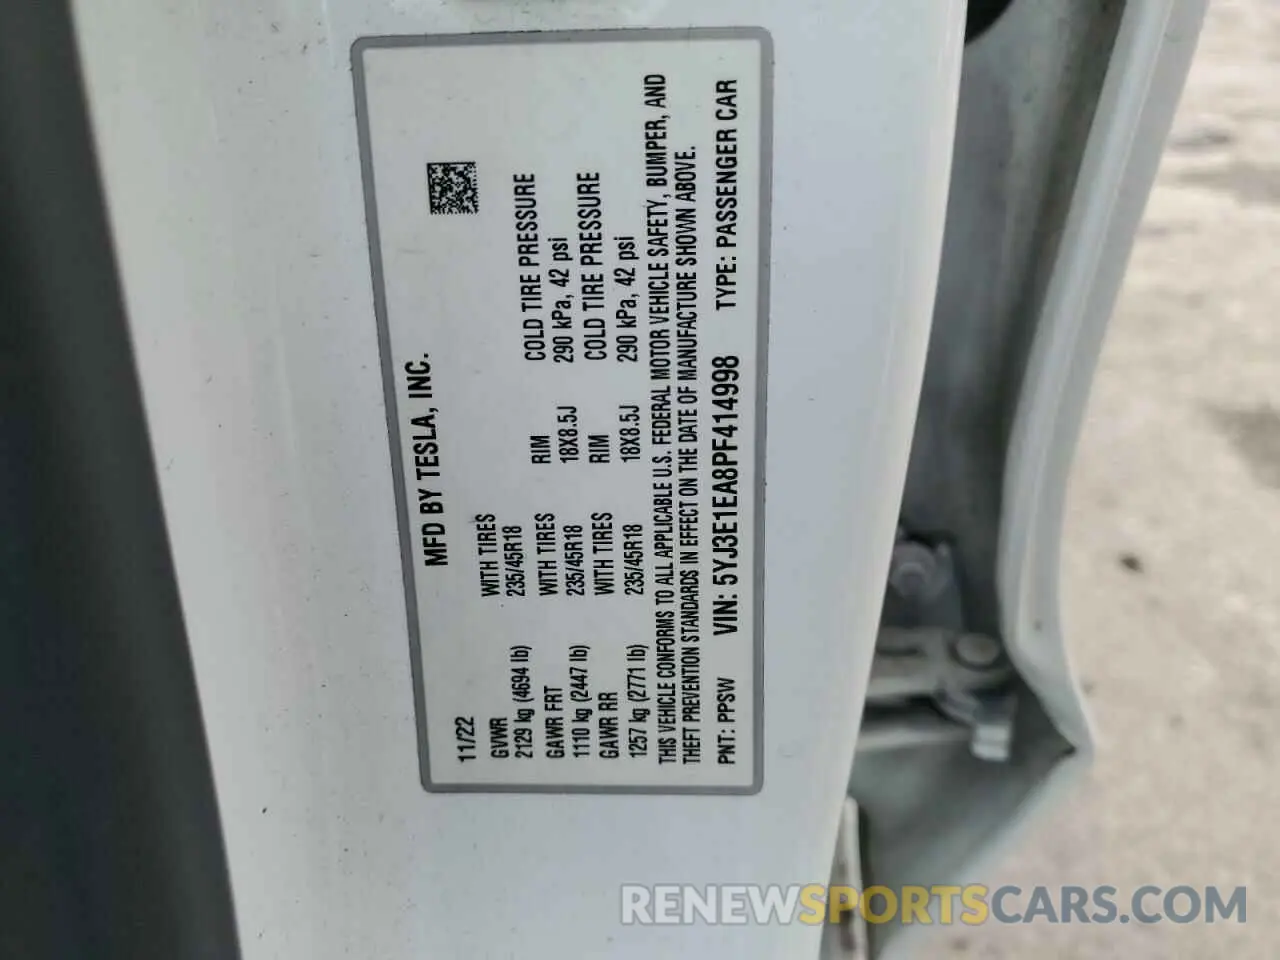 MFD BY TESLA, INC.
11/22
GVWR WITH TIRES
2129 kg (4694 lb) 235/45R18
GAWR FRT WITH TIRES RIM COLD TIRE PRESSURE
1110 kg (2447 lb) 235/45R18 18X8.5J 290 kPa, 42 psi
GAWR RR WITH TIRES RIM COLD TIRE PRESSURE
1257 kg (2771 lb) 235/45R18 18X8.5J 290 kPa, 42 psi
THIS VEHICLE CONFORMS TO ALL APPLICABLE U.S. FEDERAL MOTOR VEHICLE SAFETY, BUMPER, AND
THEFT PREVENTION STANDARDS IN EFFECT ON THE DATE OF MANUFACTURE SHOWN ABOVE.
PNT: PPSW VIN: 5YJ3E1EA8PF414998 TYPE: PASSENGER CAR
RENEWSPORTSCARS.COM